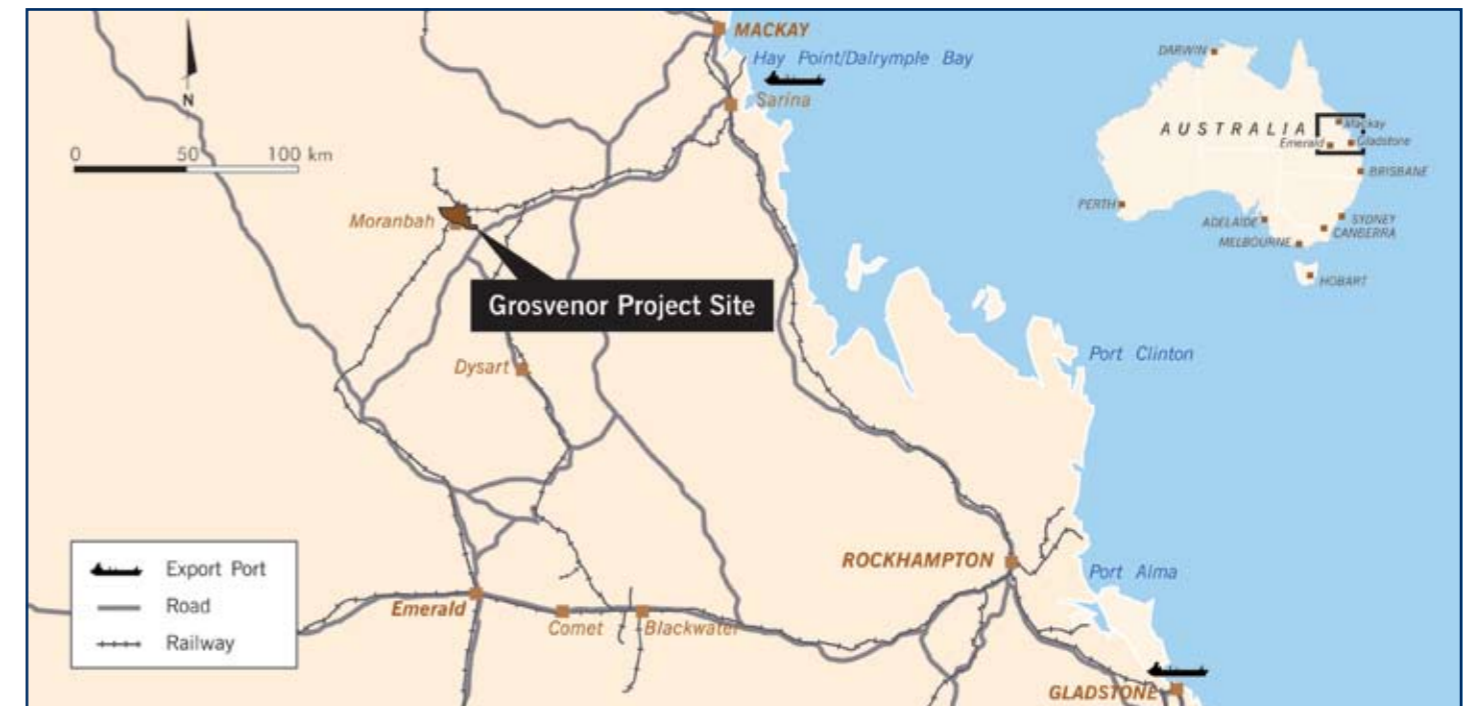 MACKAY
Hay Point/Dalrymple Bay
Sarina
N
0 50 100 km
Moranbah
Grosvenor Project Site
Dysart
Port Clinton
ROCKHAMPTON
Port Alma
Emerald
Comet
Blackwater
GLADSTONE
Export Port
Road
Railway
DARWIN
AUSTRALIA
Mackay
Emerald
Gladstone
BRISBANE
PERTH
ADELAIDE
SYDNEY
CANBERRA
MELBOURNE
HOBART